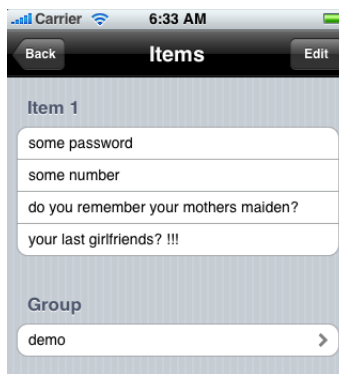 Carrier 6:33 AM
Back Items Edit
Item 1
some password
some number
do you remember your mothers maiden?
your last girlfriends? !!!
Group
demo